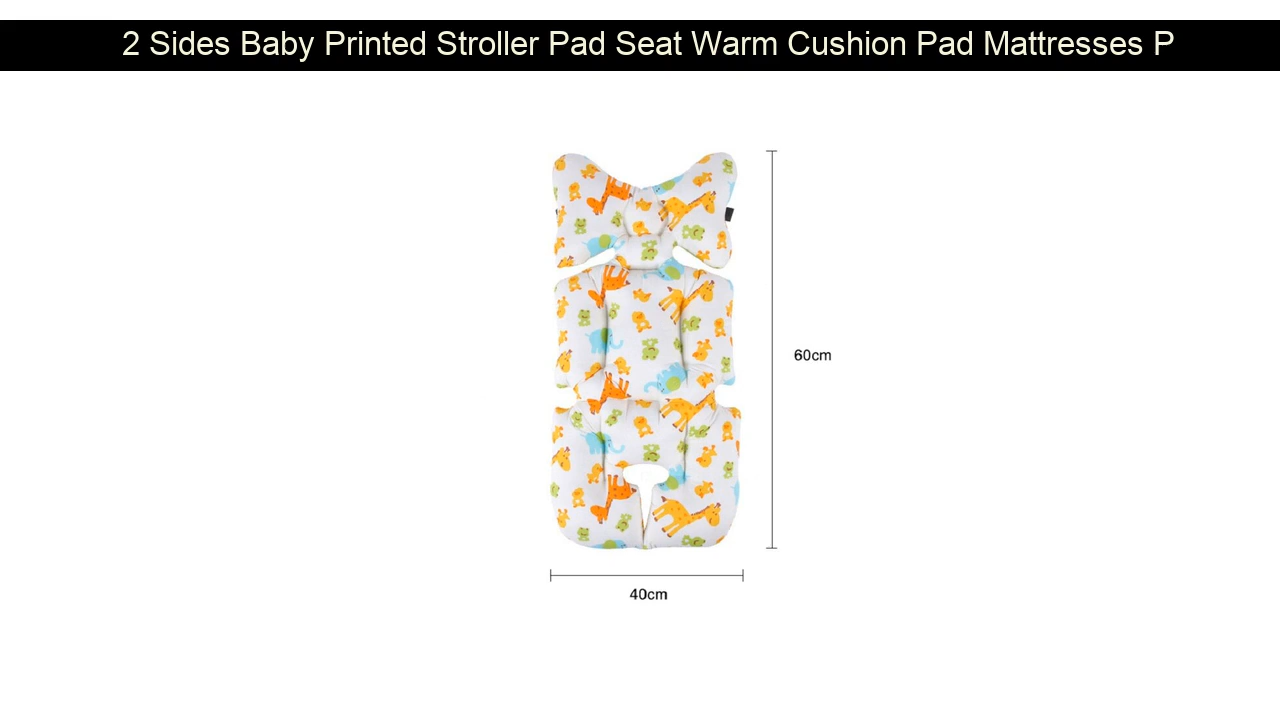 2 Sides Baby Printed Stroller Pad Seat Warm Cushion Pad Mattresses P
60cm
40cm